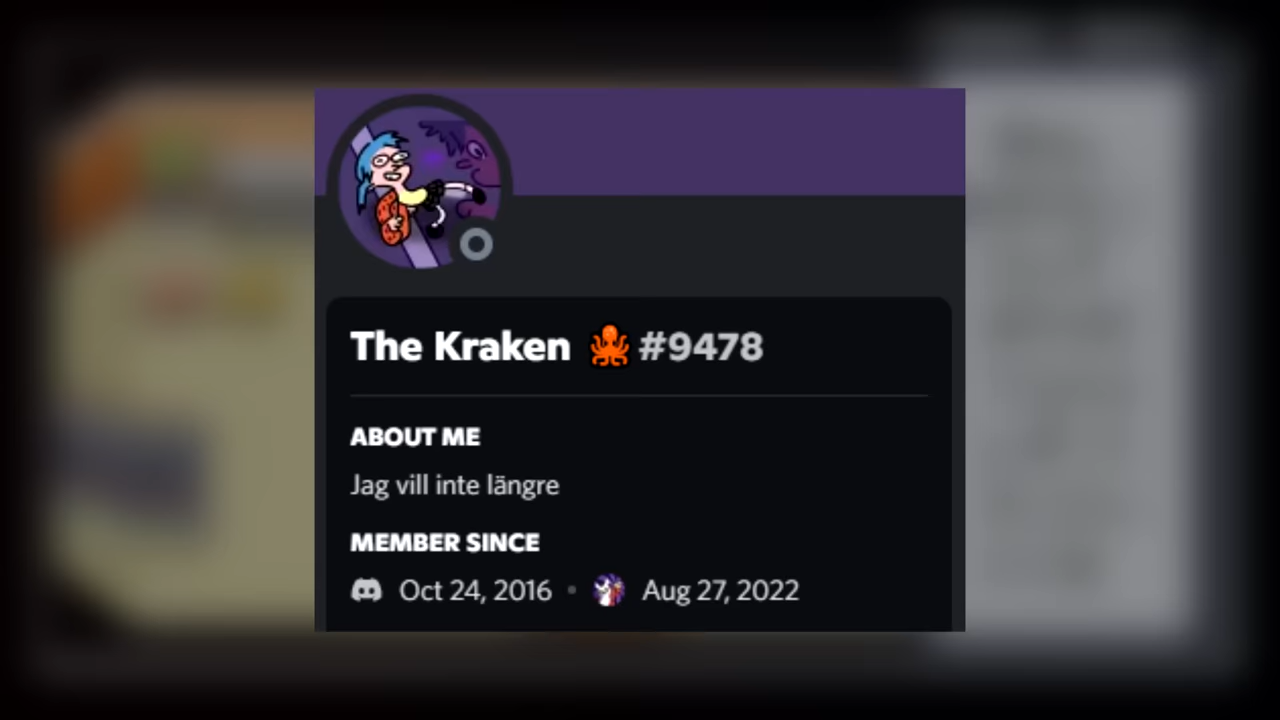 The Kraken 🐙 #9478
ABOUT ME
Jag vill inte längre
MEMBER SINCE
Oct 24, 2016 • Aug 27, 2022